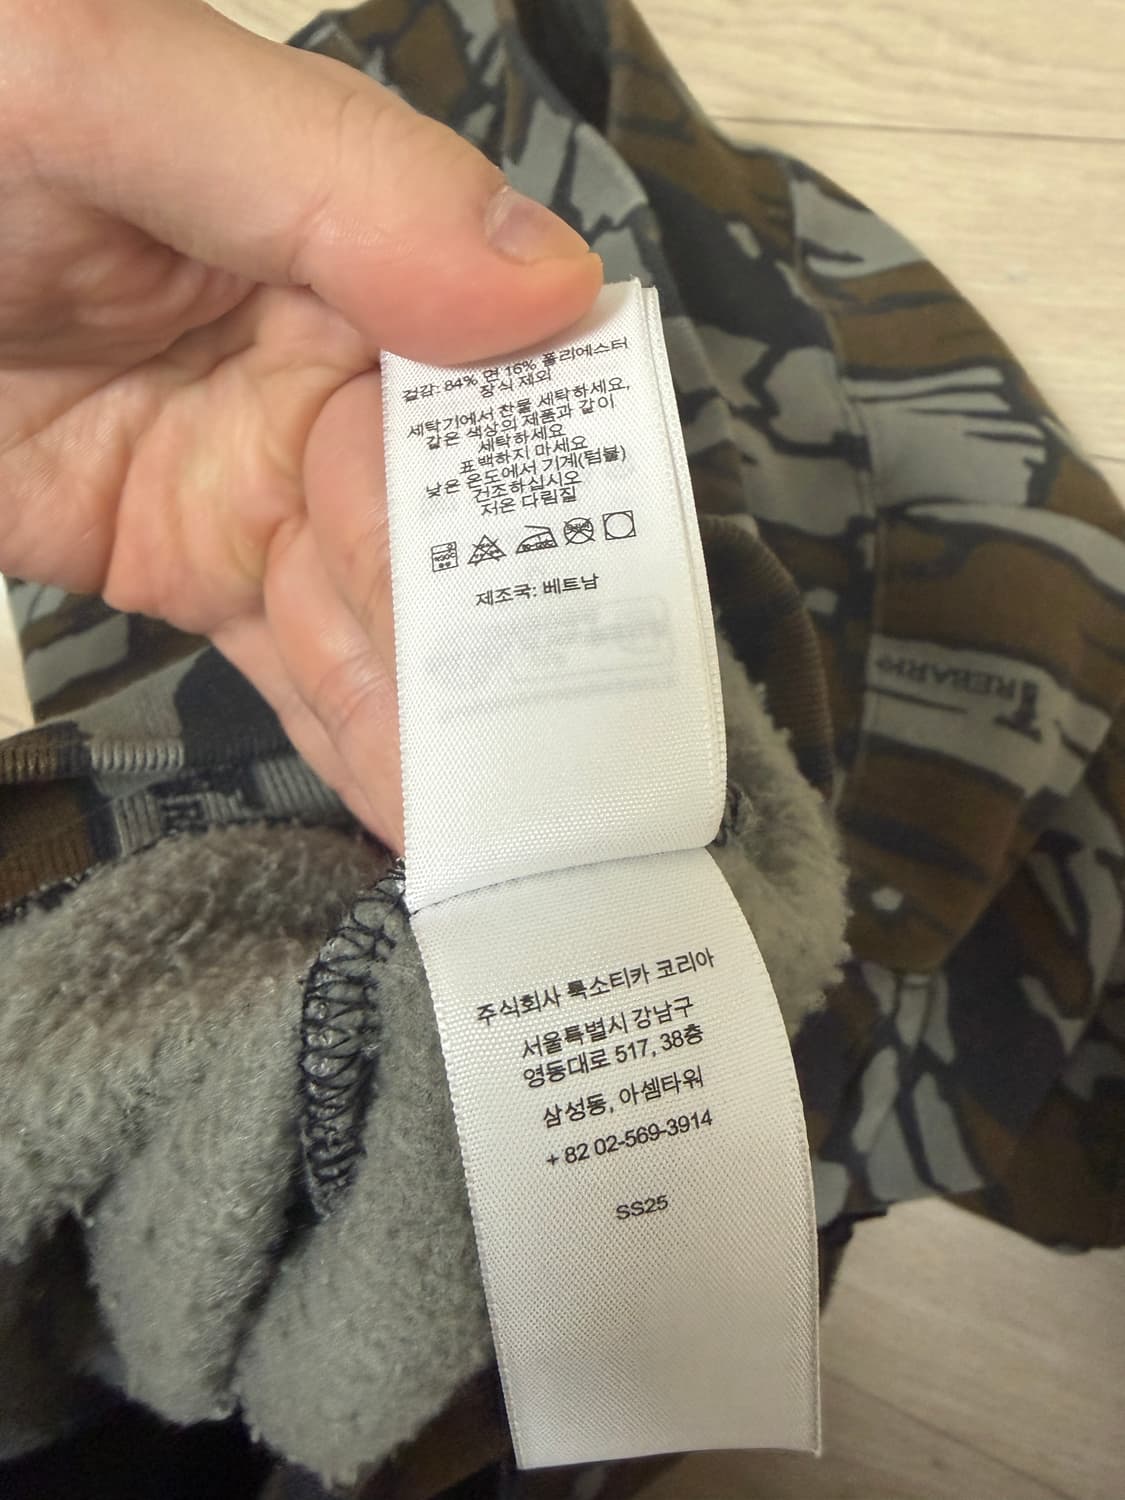 겉감: 84% 면 16% 폴리에스터
장식 제외
세탁기에서 찬물 세탁하세요,
같은 색상의 제품과 같이
세탁하세요
표백하지 마세요
낮은 온도에서 기계(텀블)
건조하십시오
저온 다림질
제조국: 베트남
TREBARK®
주식회사 룩소티카 코리아
서울특별시 강남구
영동대로 517, 38층
삼성동, 아셈타워
+ 82 02-569-3914
SS25